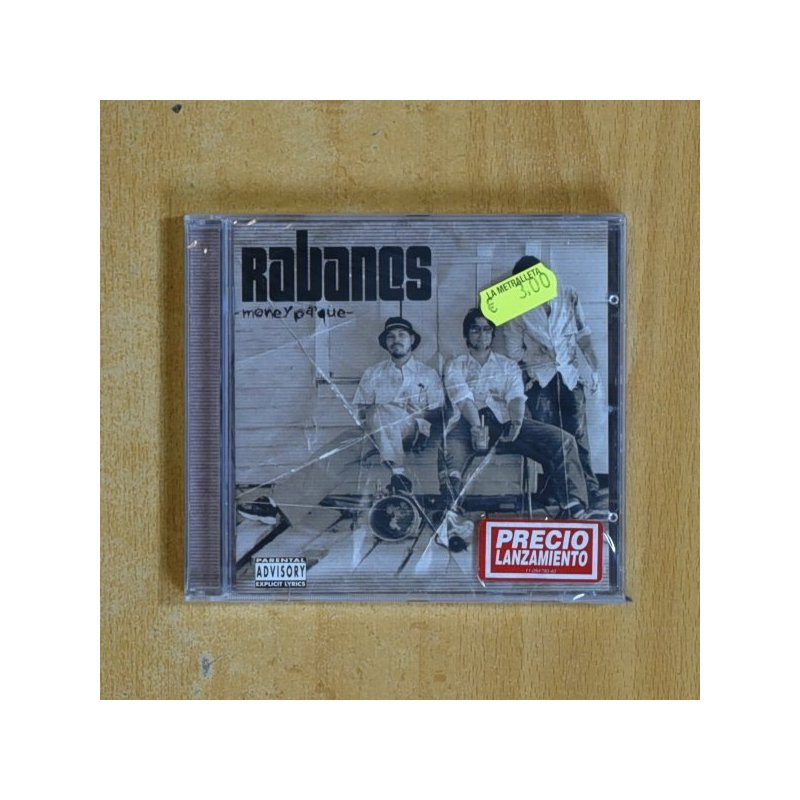 Rabanes
-money pa'que-
LA METRALLETA
€ 3,00
PRECIO
LANZAMIENTO
PARENTAL
ADVISORY
EXPLICIT LYRICS